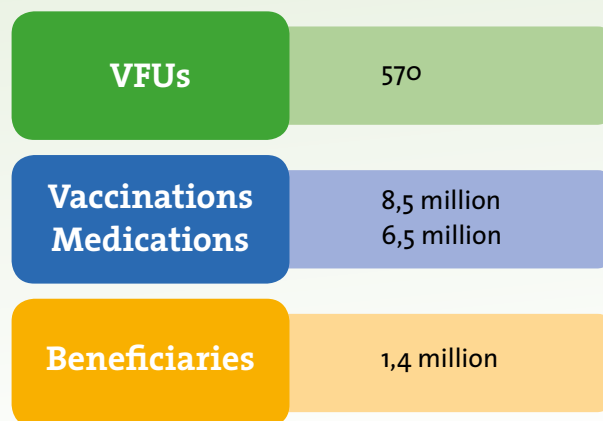 VFUs
570
Vaccinations
Medications
8,5 million
6,5 million
Beneficiaries
1,4 million